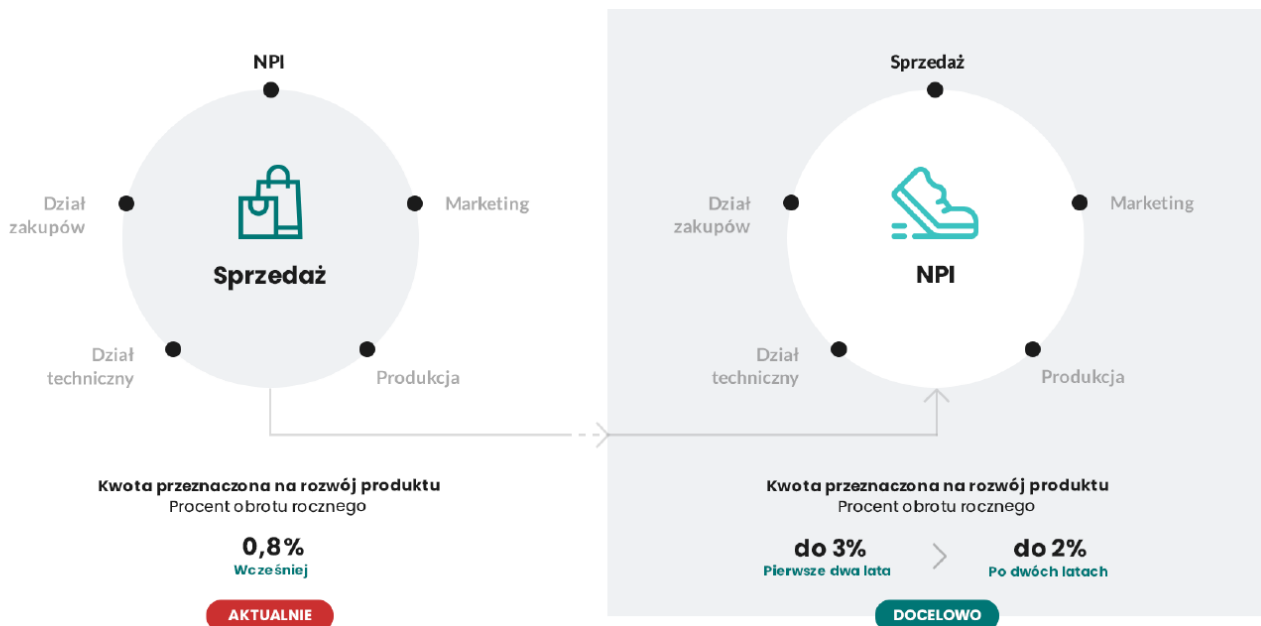 NPI
Dział
zakupów
Marketing
Sprzedaż
Dział
techniczny
Produkcja
Kwota przeznaczona na rozwój produktu
Procent obrotu rocznego
0,8%
Wcześniej
AKTUALNIE
Sprzedaż
Dział
zakupów
Marketing
NPI
Dział
techniczny
Produkcja
Kwota przeznaczona na rozwój produktu
Procent obrotu rocznego
do 3%
Pierwsze dwa lata
do 2%
Po dwóch latach
DOCELOWO